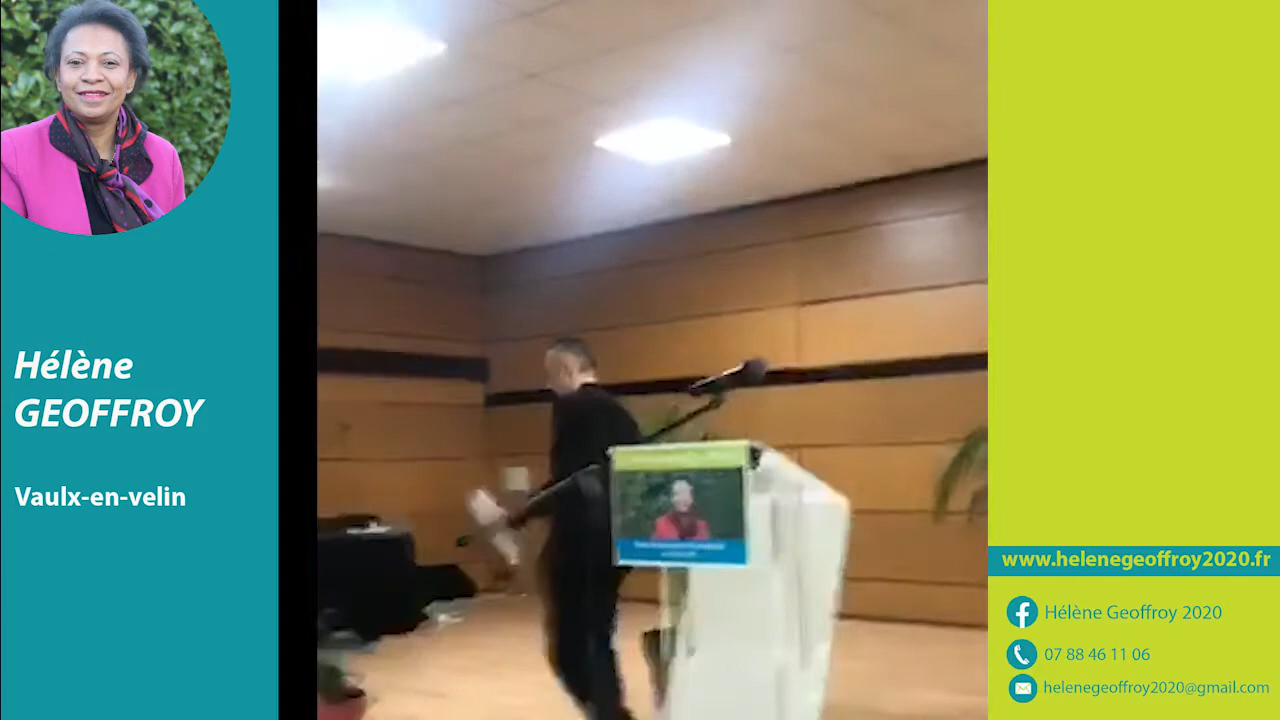 Hélène
GEOFFROY
Vaulx-en-velin
www.helenegeoffroy2020.fr
Hélène Geoffroy 2020
07 88 46 11 06
helenegeoffroy2020@gmail.com